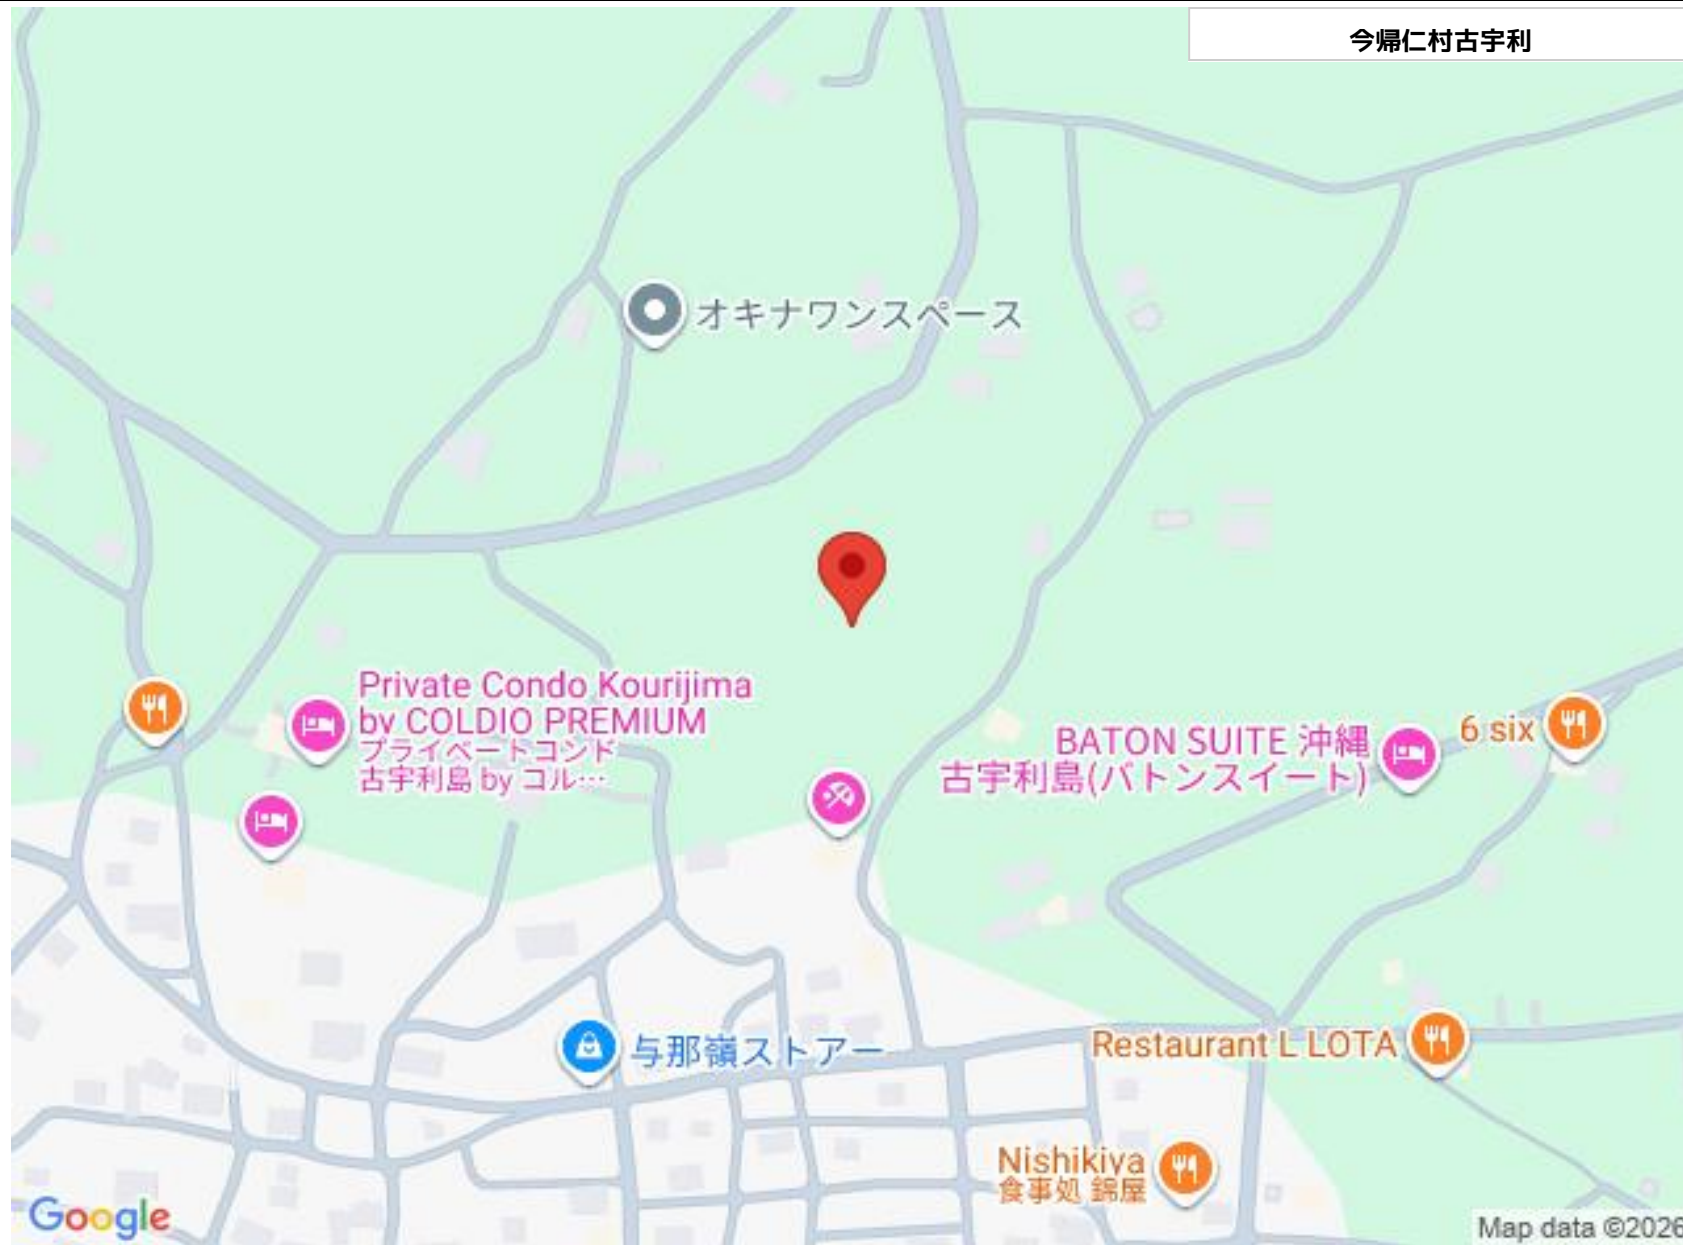 今帰仁村古宇利
オキナワンスペース
Private Condo Kourijima
by COLDIO PREMIUM
プライベートコンド
古宇利島 by コル…
BATON SUITE 沖縄
古宇利島(バトンスイート)
6 six
与那嶺ストアー
Restaurant L LOTA
Nishikiya
食事処 錦屋
Google
Map data ©2026